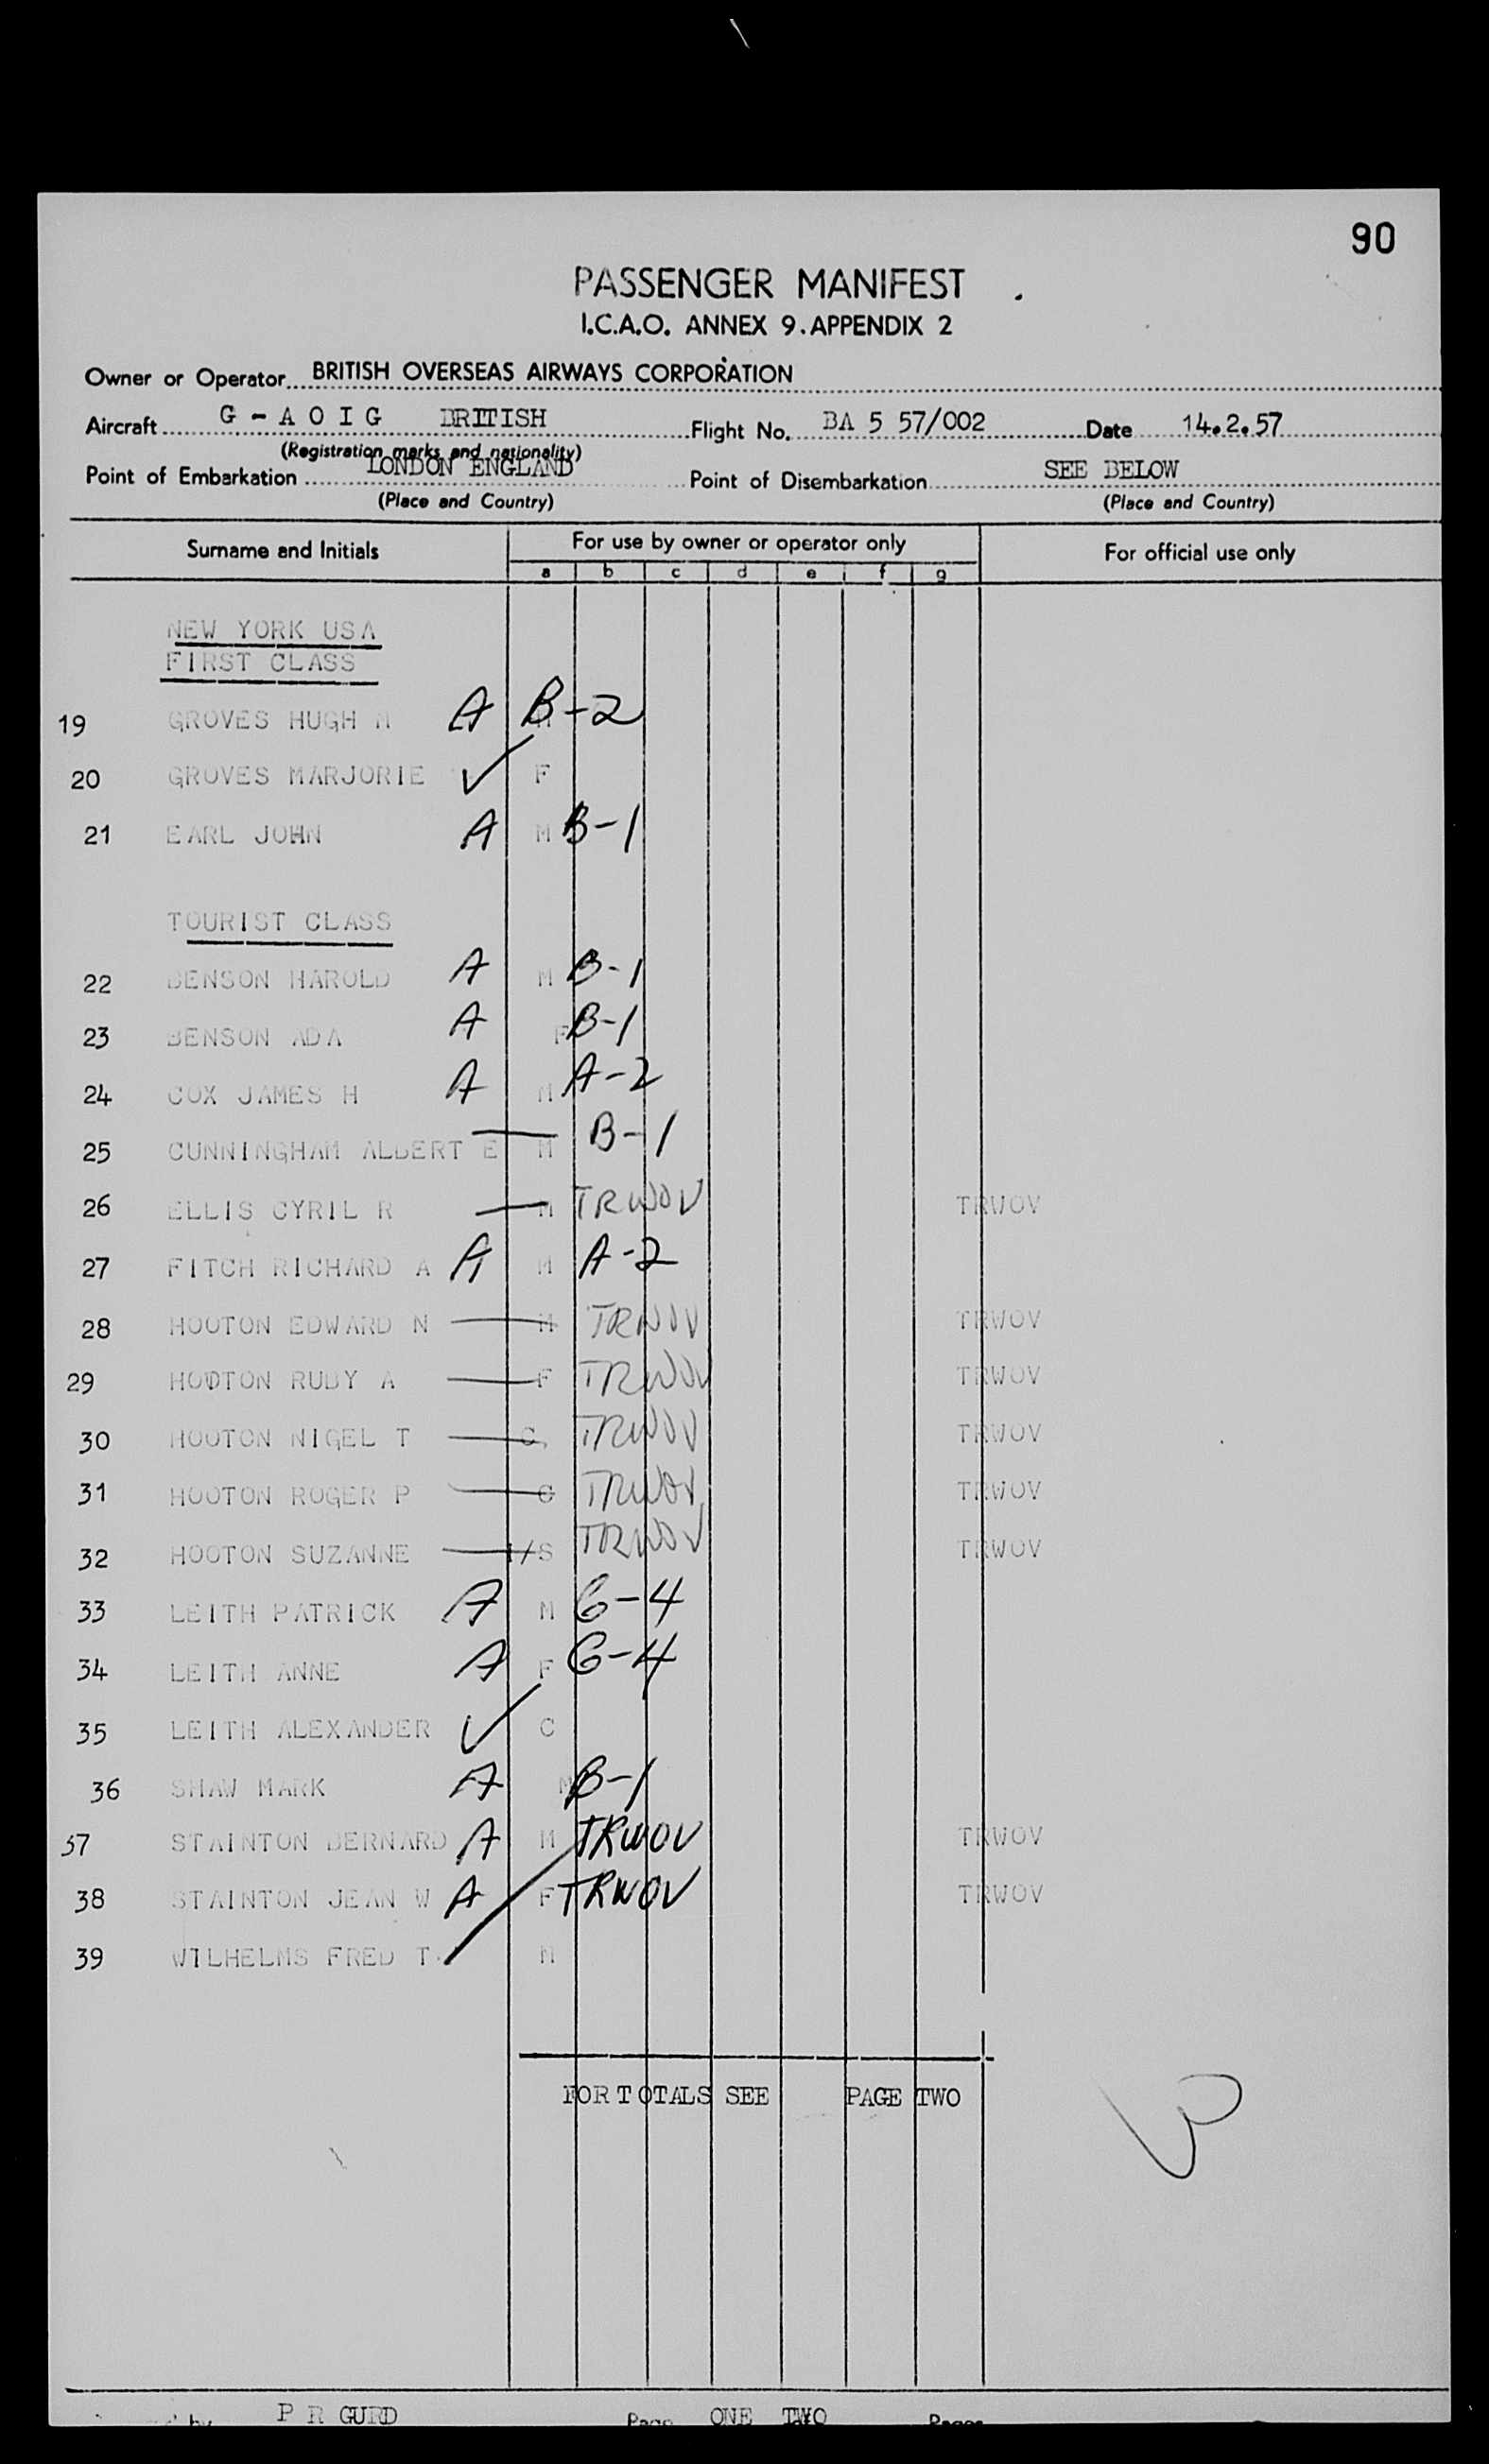 90
PASSENGER MANIFEST
I.C.A.O. ANNEX 9. APPENDIX 2
Owner or Operator BRITISH OVERSEAS AIRWAYS CORPORATION
Aircraft G - A O I G BRITISH Flight No. BA 5 57/002 Date 14.2.57
(Registration marks and nationality)
Point of Embarkation LONDON ENGLAND Point of Disembarkation SEE BELOW
(Place and Country) (Place and Country)
Surname and Initials For use by owner or operator only For official use only
a b c d e f g
NEW YORK USA
FIRST CLASS
19 GROVES HUGH M A B-2
20 GROVES MARJORIE F
21 EARL JOHN A M B-1
TOURIST CLASS
22 BENSON HAROLD A M B-1
23 BENSON ADA A F B-1
24 COX JAMES H A M A-2
25 CUNNINGHAM ALBERT E M B-1
26 ELLIS CYRIL R M TRWOV TRWOV
27 FITCH RICHARD A A M A-2
28 HOOTON EDWARD N M TRWOV TRWOV
29 HOOTON RUBY A F TRWOV TRWOV
30 HOOTON NIGEL T C TRWOV TRWOV
31 HOOTON ROGER P C TRWOV TRWOV
32 HOOTON SUZANNE I/S TRWOV TRWOV
33 LEITH PATRICK A M G-4
34 LEITH ANNE A F G-4
35 LEITH ALEXANDER C
36 SHAW MARK A M B-1
37 STAINTON BERNARD A M TRWOV TRWOV
38 STAINTON JEAN W A F TRWOV TRWOV
39 WILHELMS FRED T M
FOR TOTALS SEE PAGE TWO
by P R GURD Page ONE TWO Pages